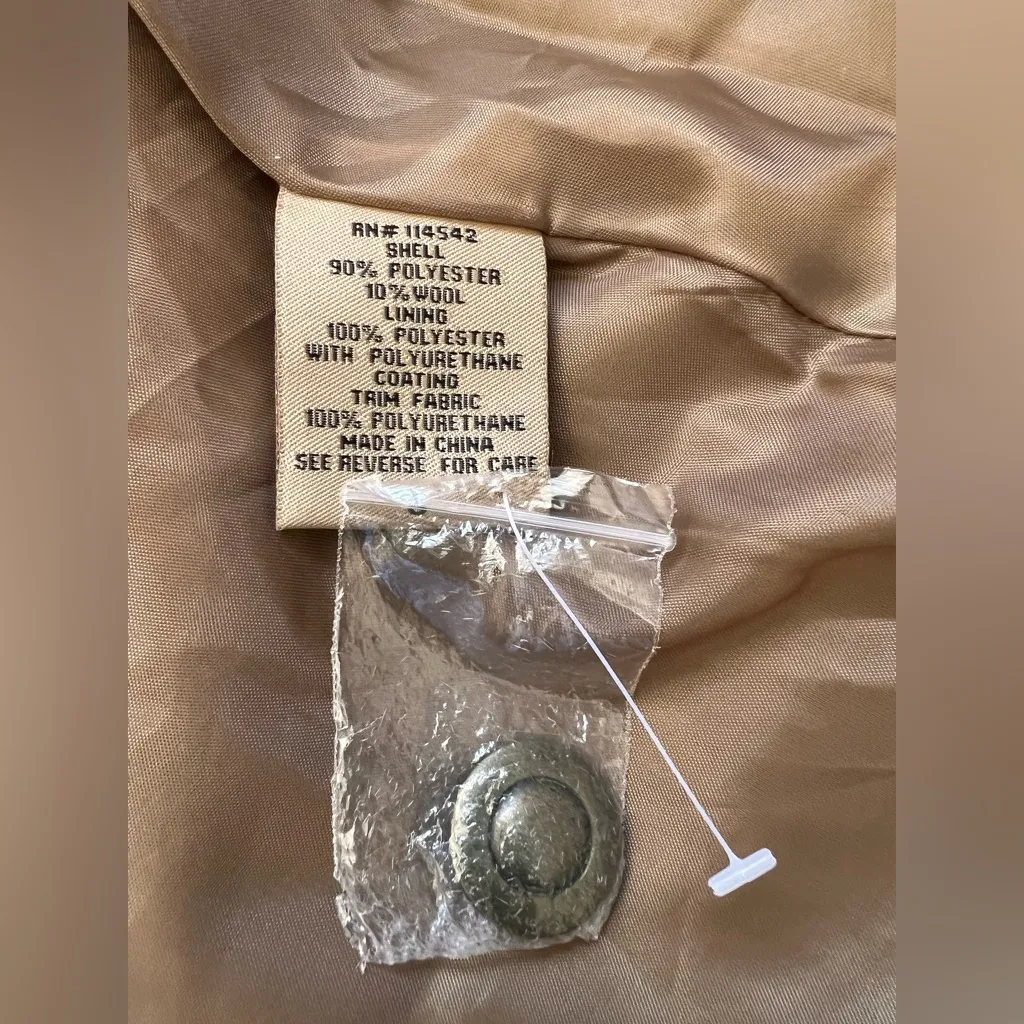 RN# 114542
SHELL
90% POLYESTER
10% WOOL
LINING
100% POLYESTER
WITH POLYURETHANE
COATING
TRIM FABRIC
100% POLYURETHANE
MADE IN CHINA
SEE REVERSE FOR CARE